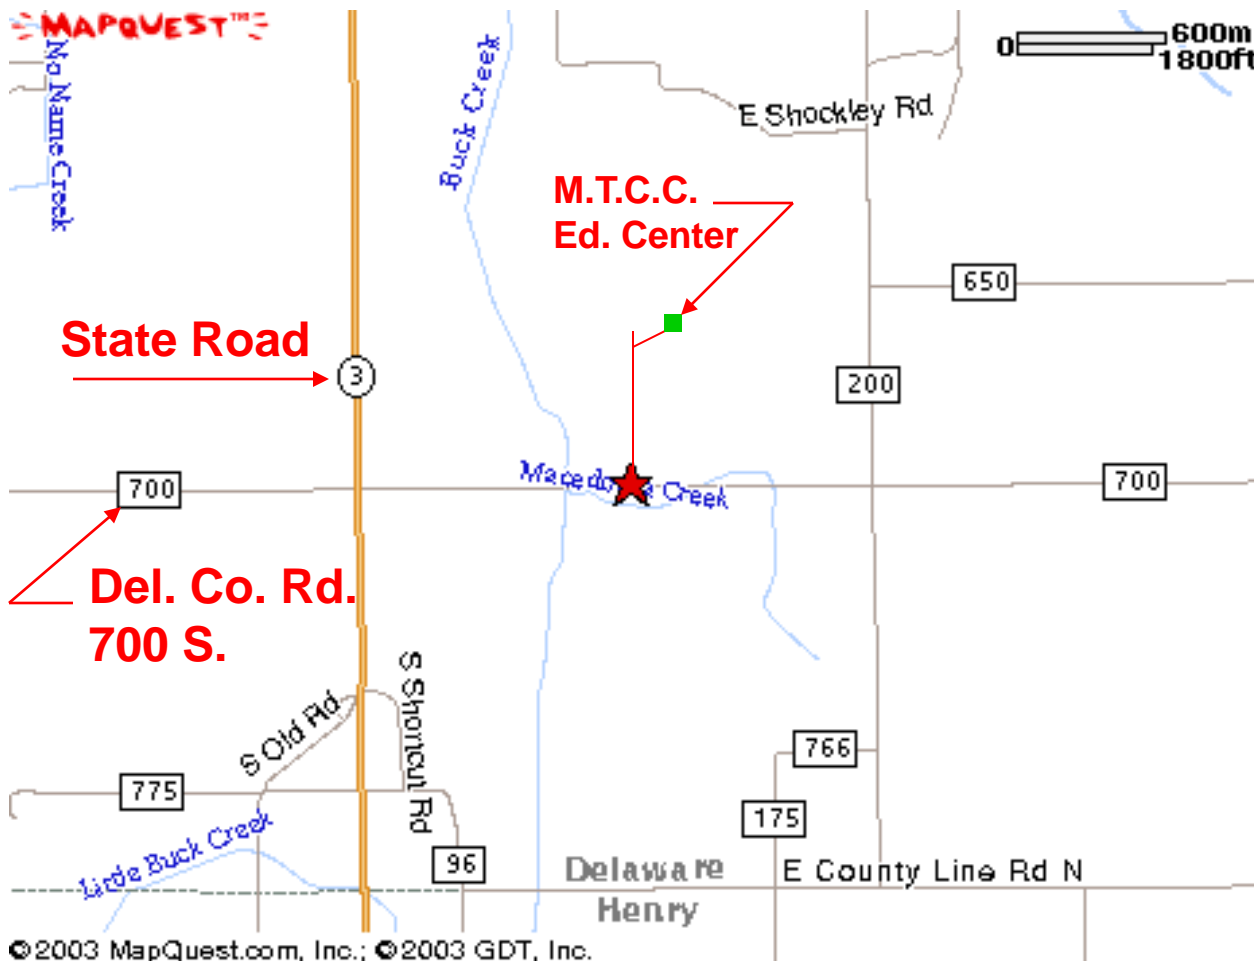 MAPQUEST™
0 600m
1800ft
No Name Creek
Buck Creek
E Shockley Rd
M.T.C.C.
Ed. Center
650
State Road
3
200
Macedo e Creek
700
700
Del. Co. Rd.
700 S.
S Old Rd
S Shortcut Rd
766
775
175
Little Buck Creek
96
Delaware
E County Line Rd N
Henry
©2003 MapQuest.com, Inc.; ©2003 GDT, Inc.